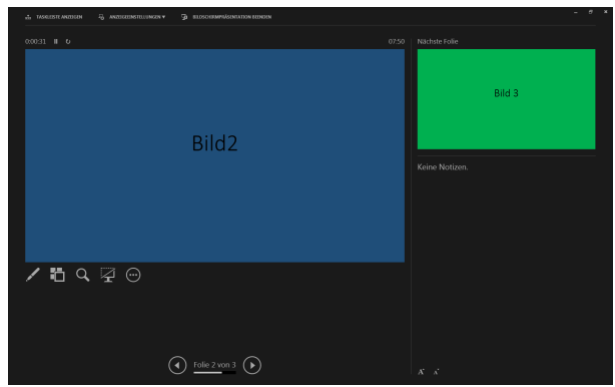 TASKLEISTE ANZEIGEN ANZEIGEEINSTELLUNGEN ▾ BILDSCHIRMPRÄSENTATION BEENDEN
0:00:31 07:50 Nächste Folie
Bild2
Bild 3
Keine Notizen.
Folie 2 von 3
A A